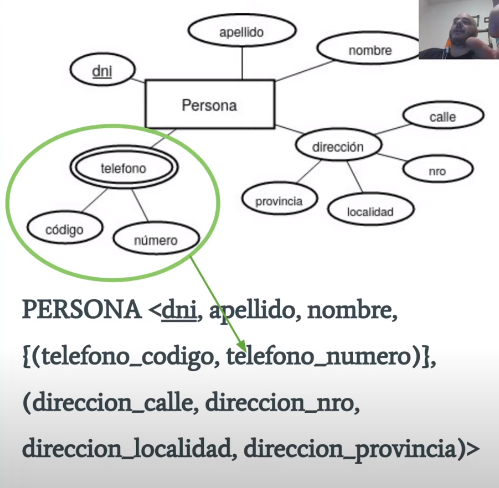 apellido
nombre
dni
Persona
calle
dirección
telefono
nro
provincia
localidad
código
número
PERSONA <dni, apellido, nombre,
{(telefono_codigo, telefono_numero)},
(direccion_calle, direccion_nro,
direccion_localidad, direccion_provincia)>